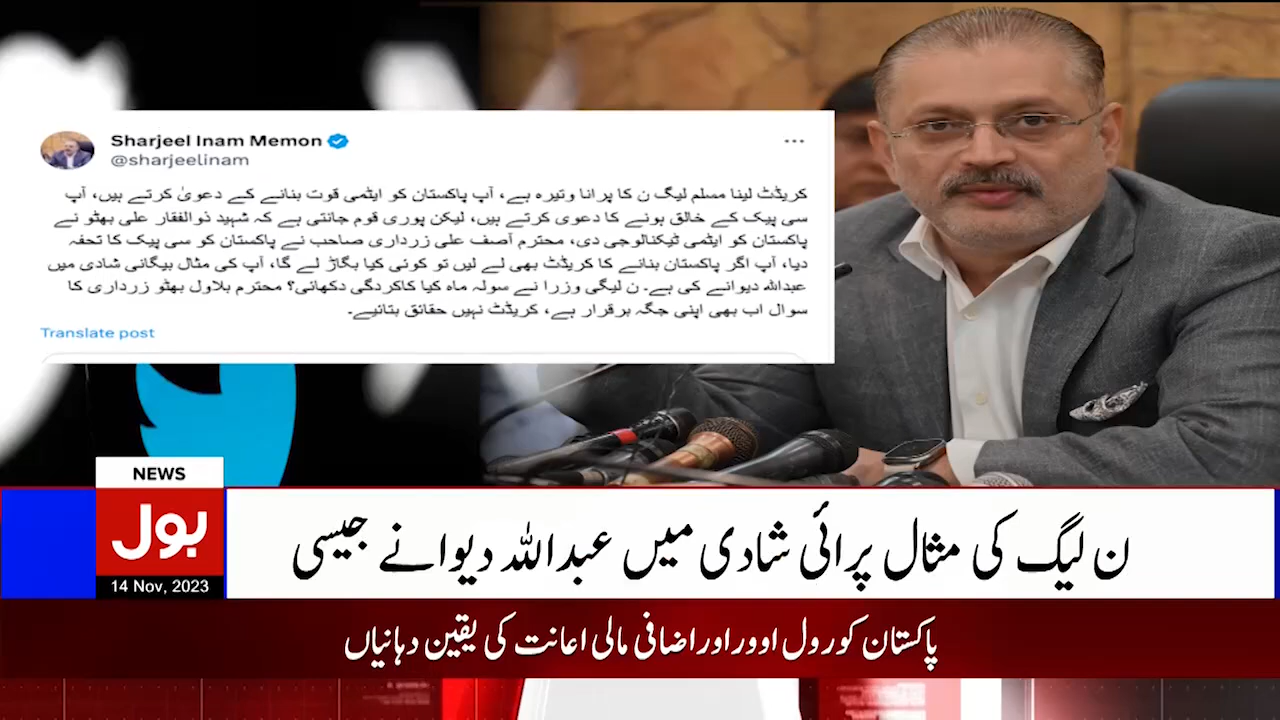 Sharjeel Inam Memon
@sharjeelinam
کریڈٹ لینا مسلم لیگ ن کا پرانا وتیرہ ہے، آپ پاکستان کو ایٹمی قوت بنانے کے دعویٰ کرتے ہیں، آپ
سی پیک کے خالق ہونے کا دعوی کرتے ہیں، لیکن پوری قوم جانتی ہے کہ شہید ذوالفقار علی بھٹو نے
پاکستان کو ایٹمی ٹیکنالوجی دی، محترم آصف علی زرداری صاحب نے پاکستان کو سی پیک کا تحفہ
دیا، آپ اگر پاکستان بنانے کا کریڈٹ بھی لے لیں تو کوئی کیا بگاڑ لے گا، آپ کی مثال بیگانی شادی میں
عبداللہ دیوانے کی ہے۔ ن لیگی وزرا نے سولہ ماہ کیا کاکردگی دکھائی؟ محترم بلاول بھٹو زرداری کا
سوال اب بھی اپنی جگہ برقرار ہے، کریڈٹ نہیں حقائق بتائیے۔
Translate post
NEWS
بول
14 Nov, 2023
ن لیگ کی مثال پرائی شادی میں عبداللہ دیوانے جیسی
پاکستان کو رول اوور اور اضافی مالی اعانت کی یقین دہانیاں